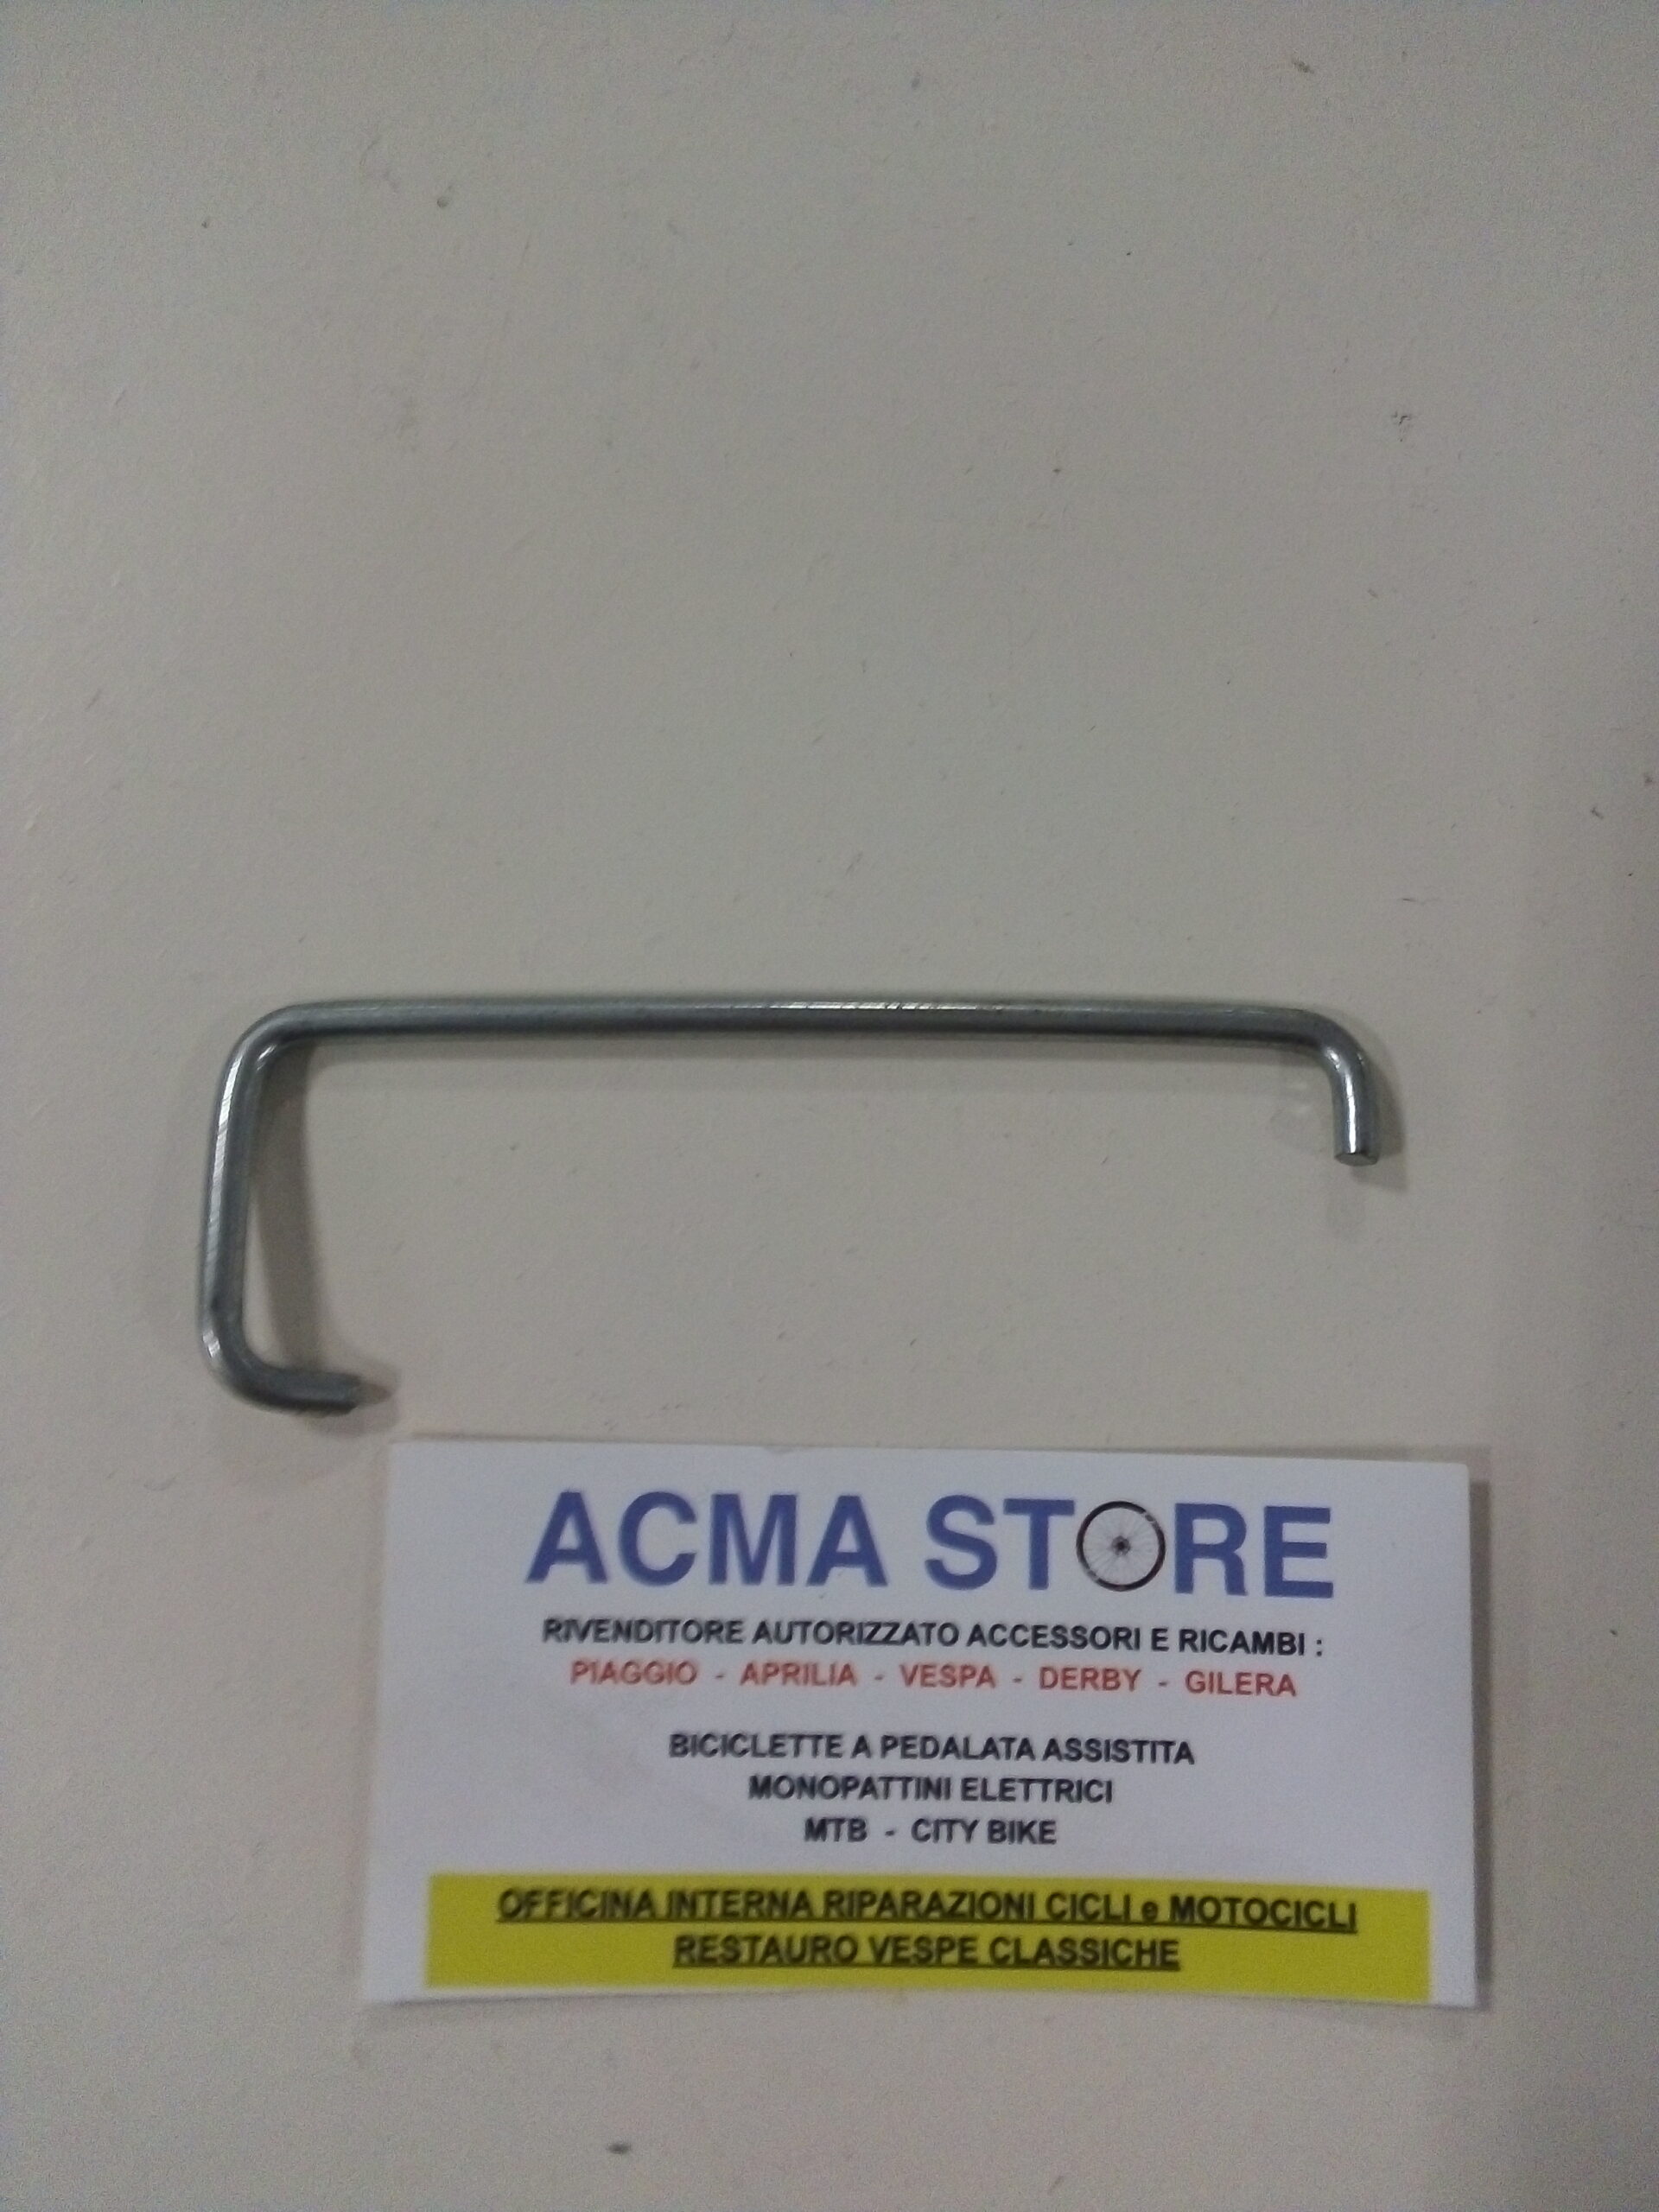 ACMA STORE
RIVENDITORE AUTORIZZATO ACCESSORI E RICAMBI :
PIAGGIO - APRILIA - VESPA - DERBY - GILERA
BICICLETTE A PEDALATA ASSISTITA
MONOPATTINI ELETTRICI
MTB - CITY BIKE
OFFICINA INTERNA RIPARAZIONI CICLI e MOTOCICLI
RESTAURO VESPE CLASSICHE